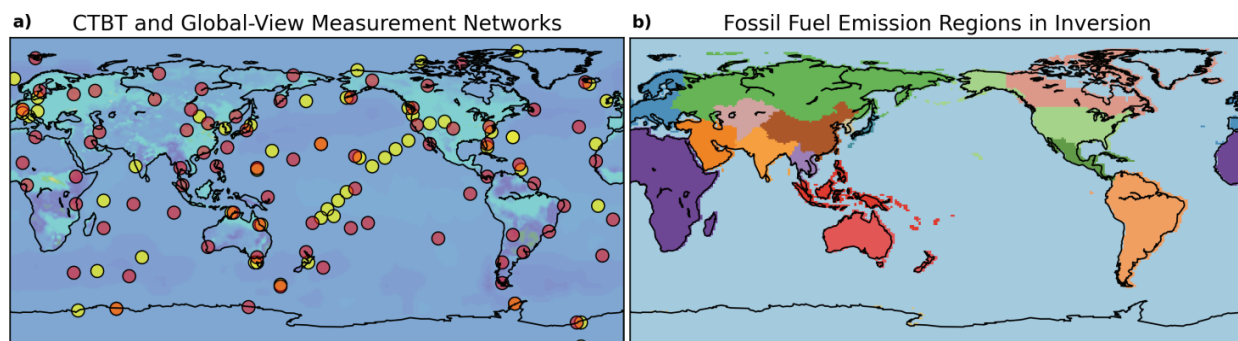 a) CTBT and Global-View Measurement Networks
b) Fossil Fuel Emission Regions in Inversion